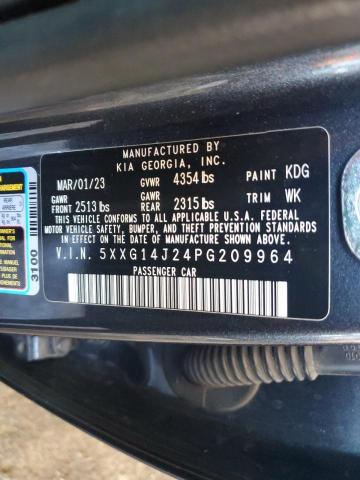 MANUFACTURED BY
KIA GEORGIA, INC.
MAR/01/23 GVWR 4354 lbs PAINT KDG
GAWR FRONT 2513 lbs GAWR REAR 2315 lbs TRIM WK
THIS VEHICLE CONFORMS TO ALL APPLICABLE U.S.A. FEDERAL
MOTOR VEHICLE SAFETY, BUMPER, AND THEFT PREVENTION
STANDARDS IN EFFECT ON THE DATE OF MANUFACTURE SHOWN ABOVE.
V.I.N. 5XXG14J24PG209964
PASSENGER CAR
REAR
ARRIERE
3100